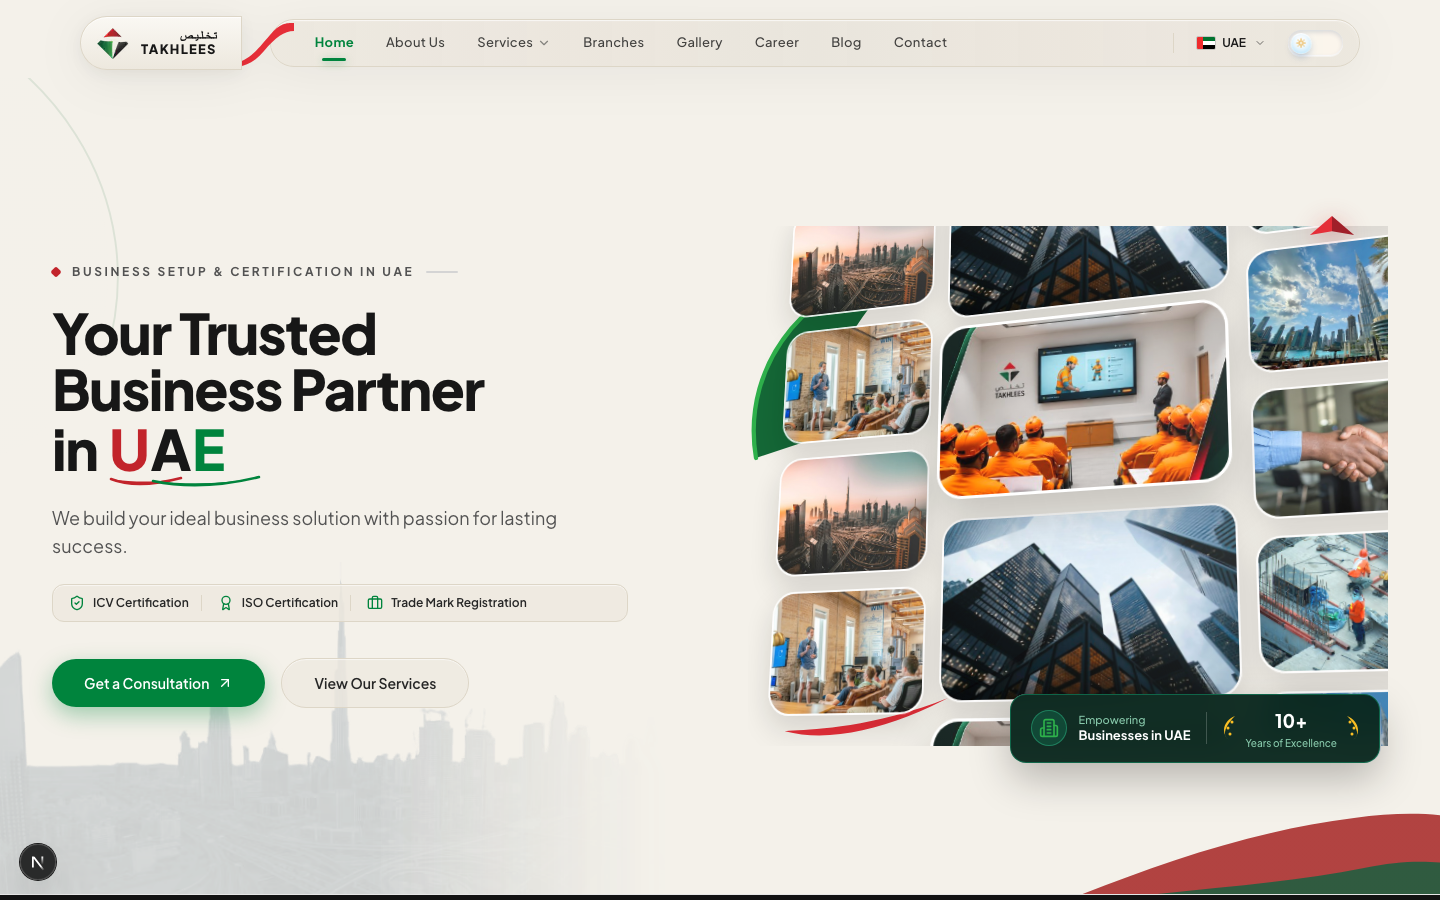 تخليص
TAKHLEES
Home
About Us
Services
Branches
Gallery
Career
Blog
Contact
UAE
BUSINESS SETUP & CERTIFICATION IN UAE
Your Trusted
Business Partner
in UAE
We build your ideal business solution with passion for lasting
success.
ICV Certification
ISO Certification
Trade Mark Registration
Get a Consultation
View Our Services
تخليص
TAKHLEES
Empowering
Businesses in UAE
10+
Years of Excellence
N